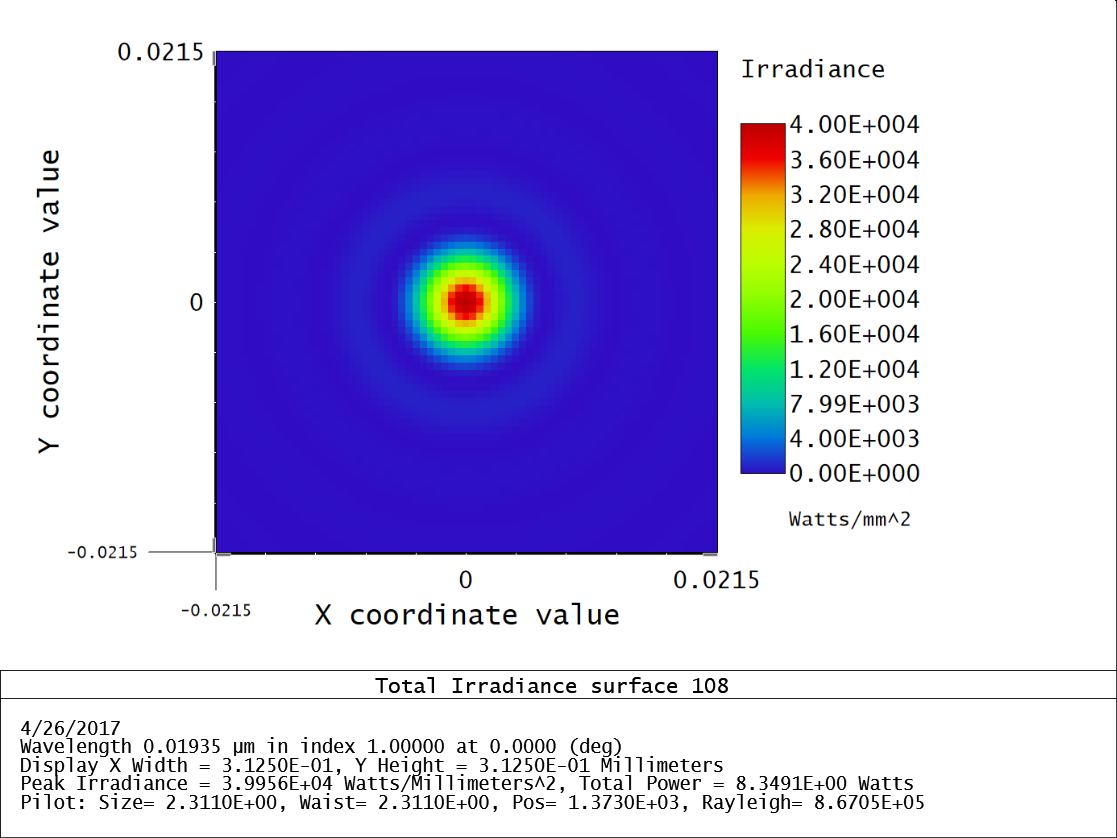 0.0215
Irradiance
4.00E+004
3.60E+004
3.20E+004
2.80E+004
2.40E+004
2.00E+004
1.60E+004
1.20E+004
7.99E+003
4.00E+003
0.00E+000
Watts/mm^2
Y coordinate value
0
-0.0215
0
0.0215
-0.0215
X coordinate value
Total Irradiance surface 108
4/26/2017
Wavelength 0.01935 µm in index 1.00000 at 0.0000 (deg)
Display X Width = 3.1250E-01, Y Height = 3.1250E-01 Millimeters
Peak Irradiance = 3.9956E+04 Watts/Millimeters^2, Total Power = 8.3491E+00 Watts
Pilot: Size= 2.3110E+00, Waist= 2.3110E+00, Pos= 1.3730E+03, Rayleigh= 8.6705E+05